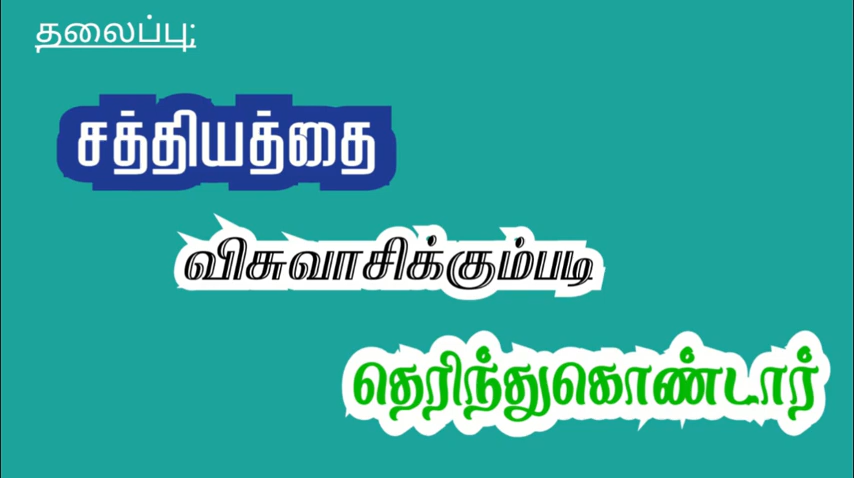 தலைப்பு;
சத்தியத்தை
விசுவாசிக்கும்படி
தெரிந்துகொண்டார்